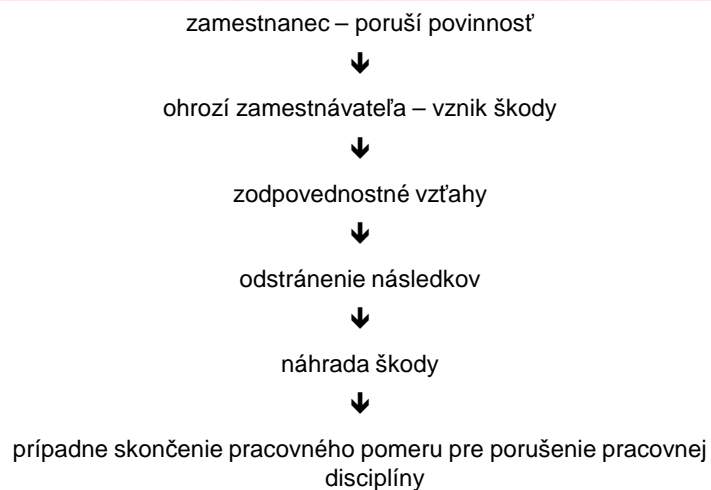 zamestnanec – poruší povinnosť
🡻
ohrozí zamestnávateľa – vznik škody
🡻
zodpovednostné vzťahy
🡻
odstránenie následkov
🡻
náhrada škody
🡻
prípadne skončenie pracovného pomeru pre porušenie pracovnej
disciplíny